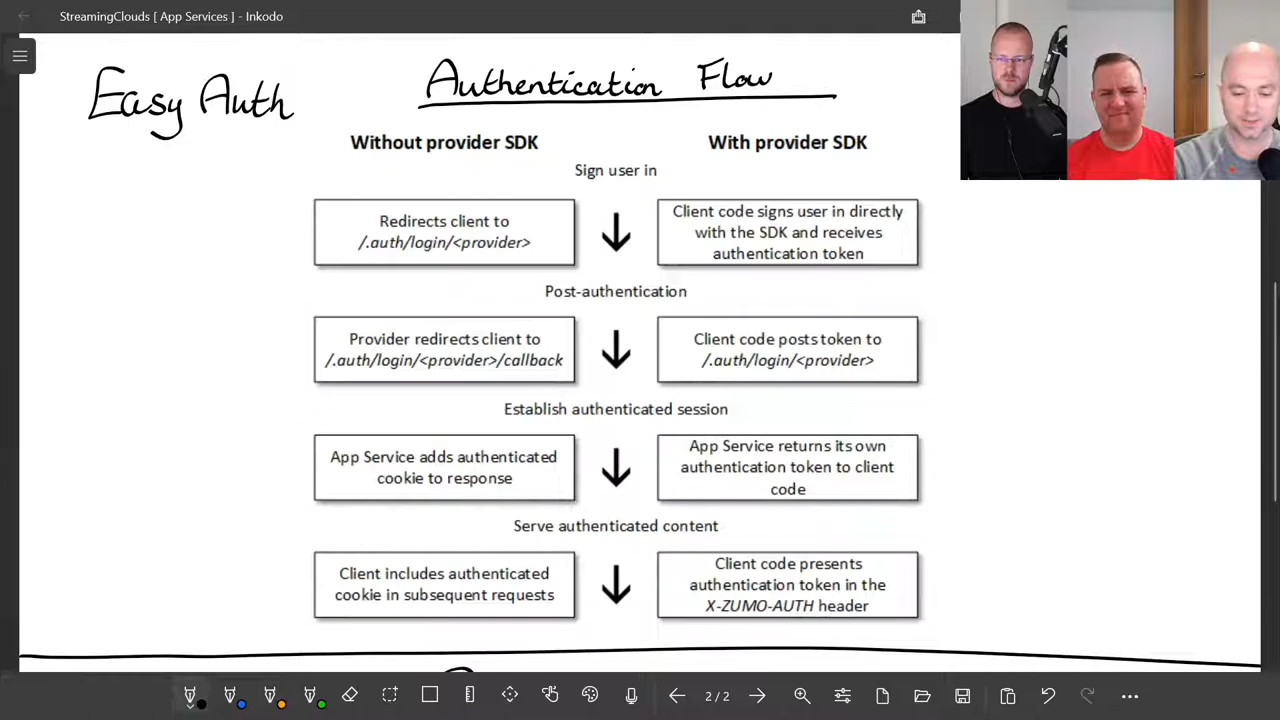 StreamingClouds [ App Services ] - Inkodo
Easy Auth
Authentication Flow
Without provider SDK
With provider SDK
Sign user in
Redirects client to
/.auth/login/<provider>
Client code signs user in directly
with the SDK and receives
authentication token
Post-authentication
Provider redirects client to
/.auth/login/<provider>/callback
Client code posts token to
/.auth/login/<provider>
Establish authenticated session
App Service adds authenticated
cookie to response
App Service returns its own
authentication token to client
code
Serve authenticated content
Client includes authenticated
cookie in subsequent requests
Client code presents
authentication token in the
X-ZUMO-AUTH header
2/2